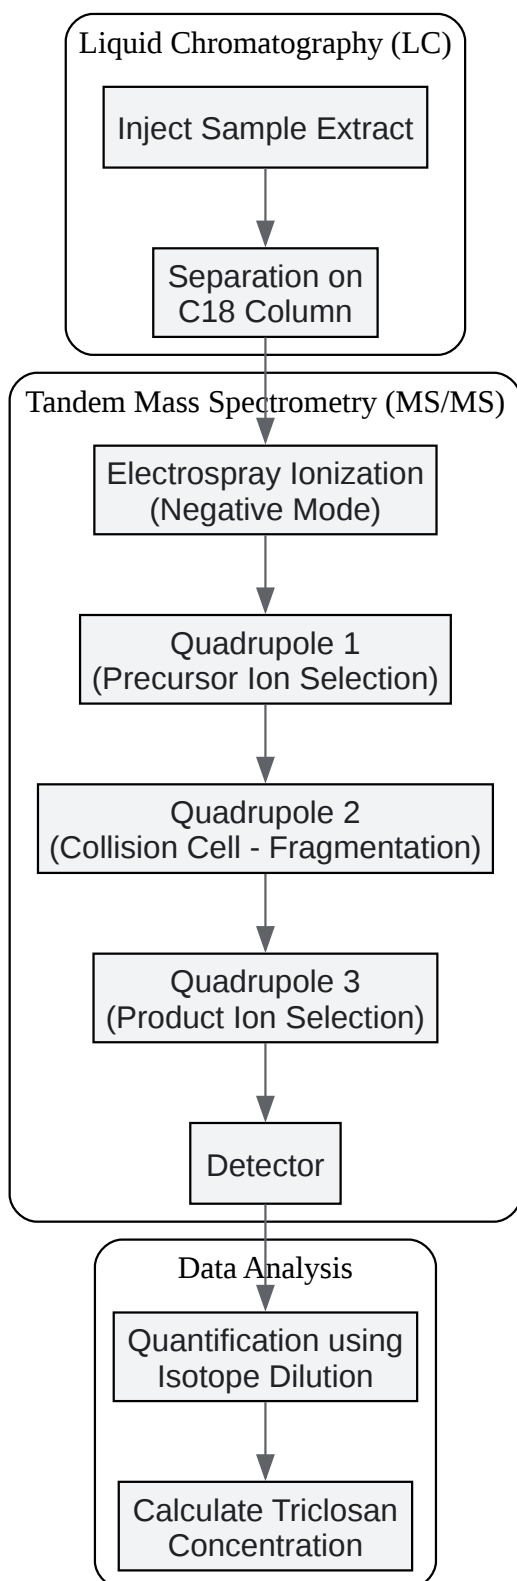 Liquid Chromatography (LC)
Inject Sample Extract
Separation on
C18 Column
Tandem Mass Spectrometry (MS/MS)
Electrospray Ionization
(Negative Mode)
Quadrupole 1
(Precursor Ion Selection)
Quadrupole 2
(Collision Cell - Fragmentation)
Quadrupole 3
(Product Ion Selection)
Detector
Data Analysis
Quantification using
Isotope Dilution
Calculate Triclosan
Concentration